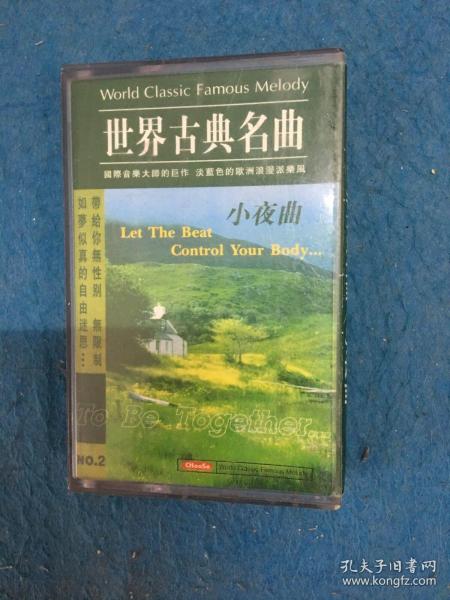 World Classic Famous Melody
世界古典名曲
國際音樂大師的巨作 淡藍色的歐洲浪漫派樂風
小夜曲
Let The Beat
Control Your Body...
帶給你無性別 無限制
如夢似真的自由迷思...
To Be Together
NO.2
CHooSe
World Classic Famous Melody
孔夫子旧书网
www.kongfz.com